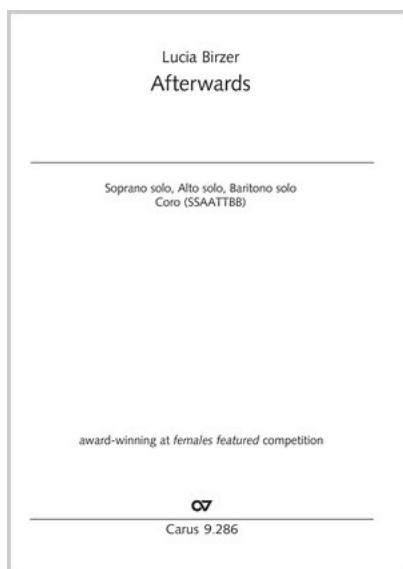 Lucia Birzer
Afterwards
Soprano solo, Alto solo, Baritono solo
Coro (SSAATTBB)
award-winning at females featured competition
Carus 9.286